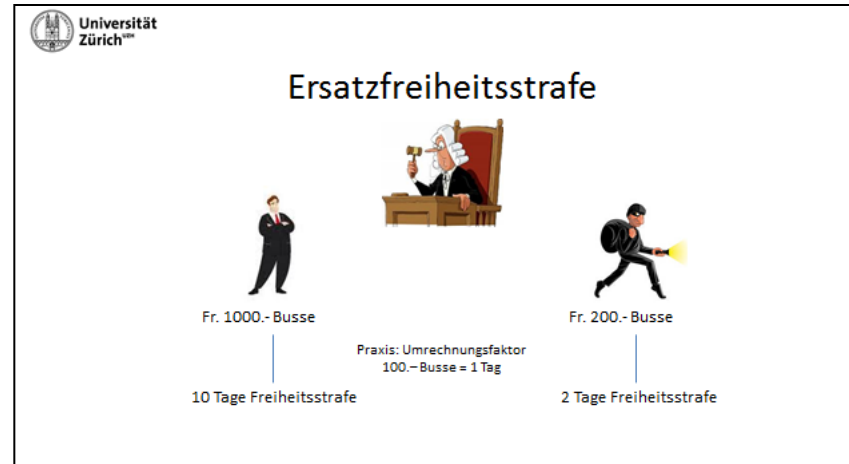 Universität
Zürich UZH
Ersatzfreiheitsstrafe
Fr. 1000.- Busse
Fr. 200.- Busse
Praxis: Umrechnungsfaktor
100.– Busse = 1 Tag
10 Tage Freiheitsstrafe
2 Tage Freiheitsstrafe